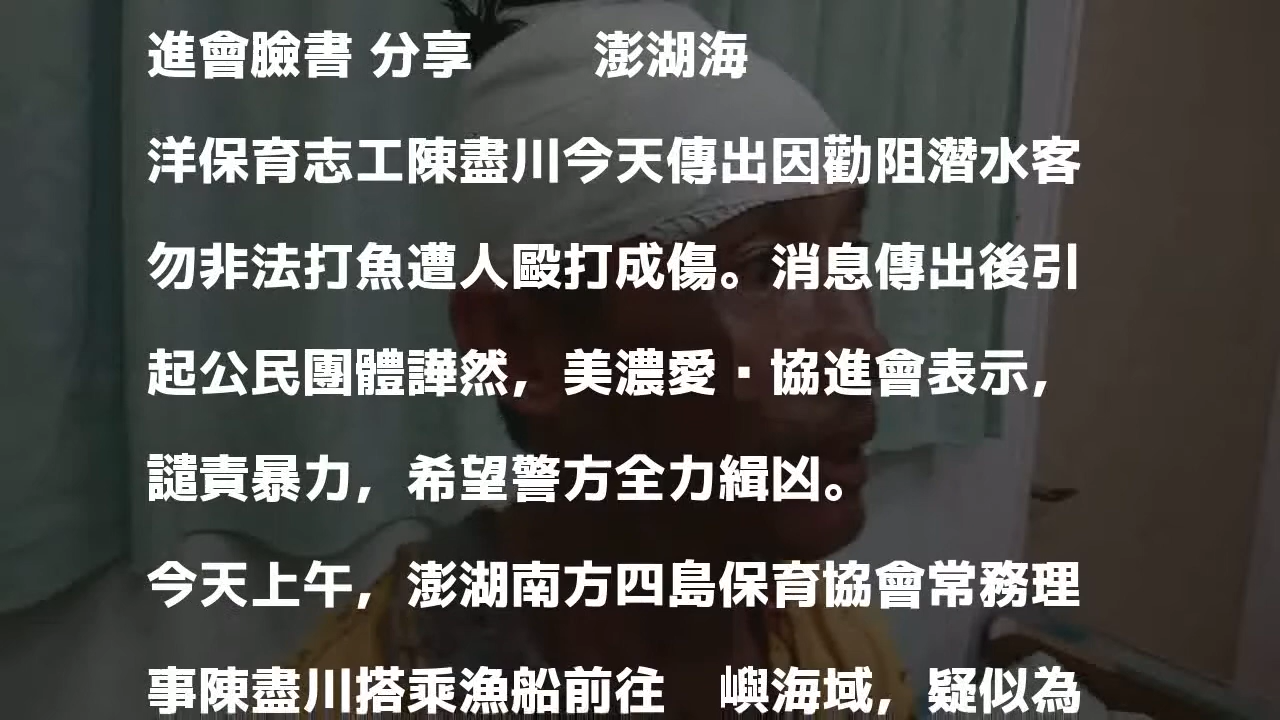 進會臉書 分享 澎湖海
洋保育志工陳盡川今天傳出因勸阻潛水客
勿非法打魚遭人毆打成傷。消息傳出後引
起公民團體譁然，美濃愛·協進會表示，
譴責暴力，希望警方全力緝凶。
今天上午，澎湖南方四島保育協會常務理
事陳盡川搭乘漁船前往 嶼海域，疑似為